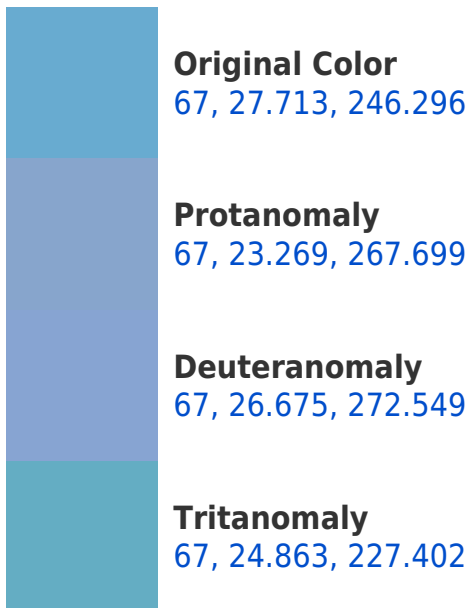 Original Color
67, 27.713, 246.296
Protanomaly
67, 23.269, 267.699
Deuteranomaly
67, 26.675, 272.549
Tritanomaly
67, 24.863, 227.402